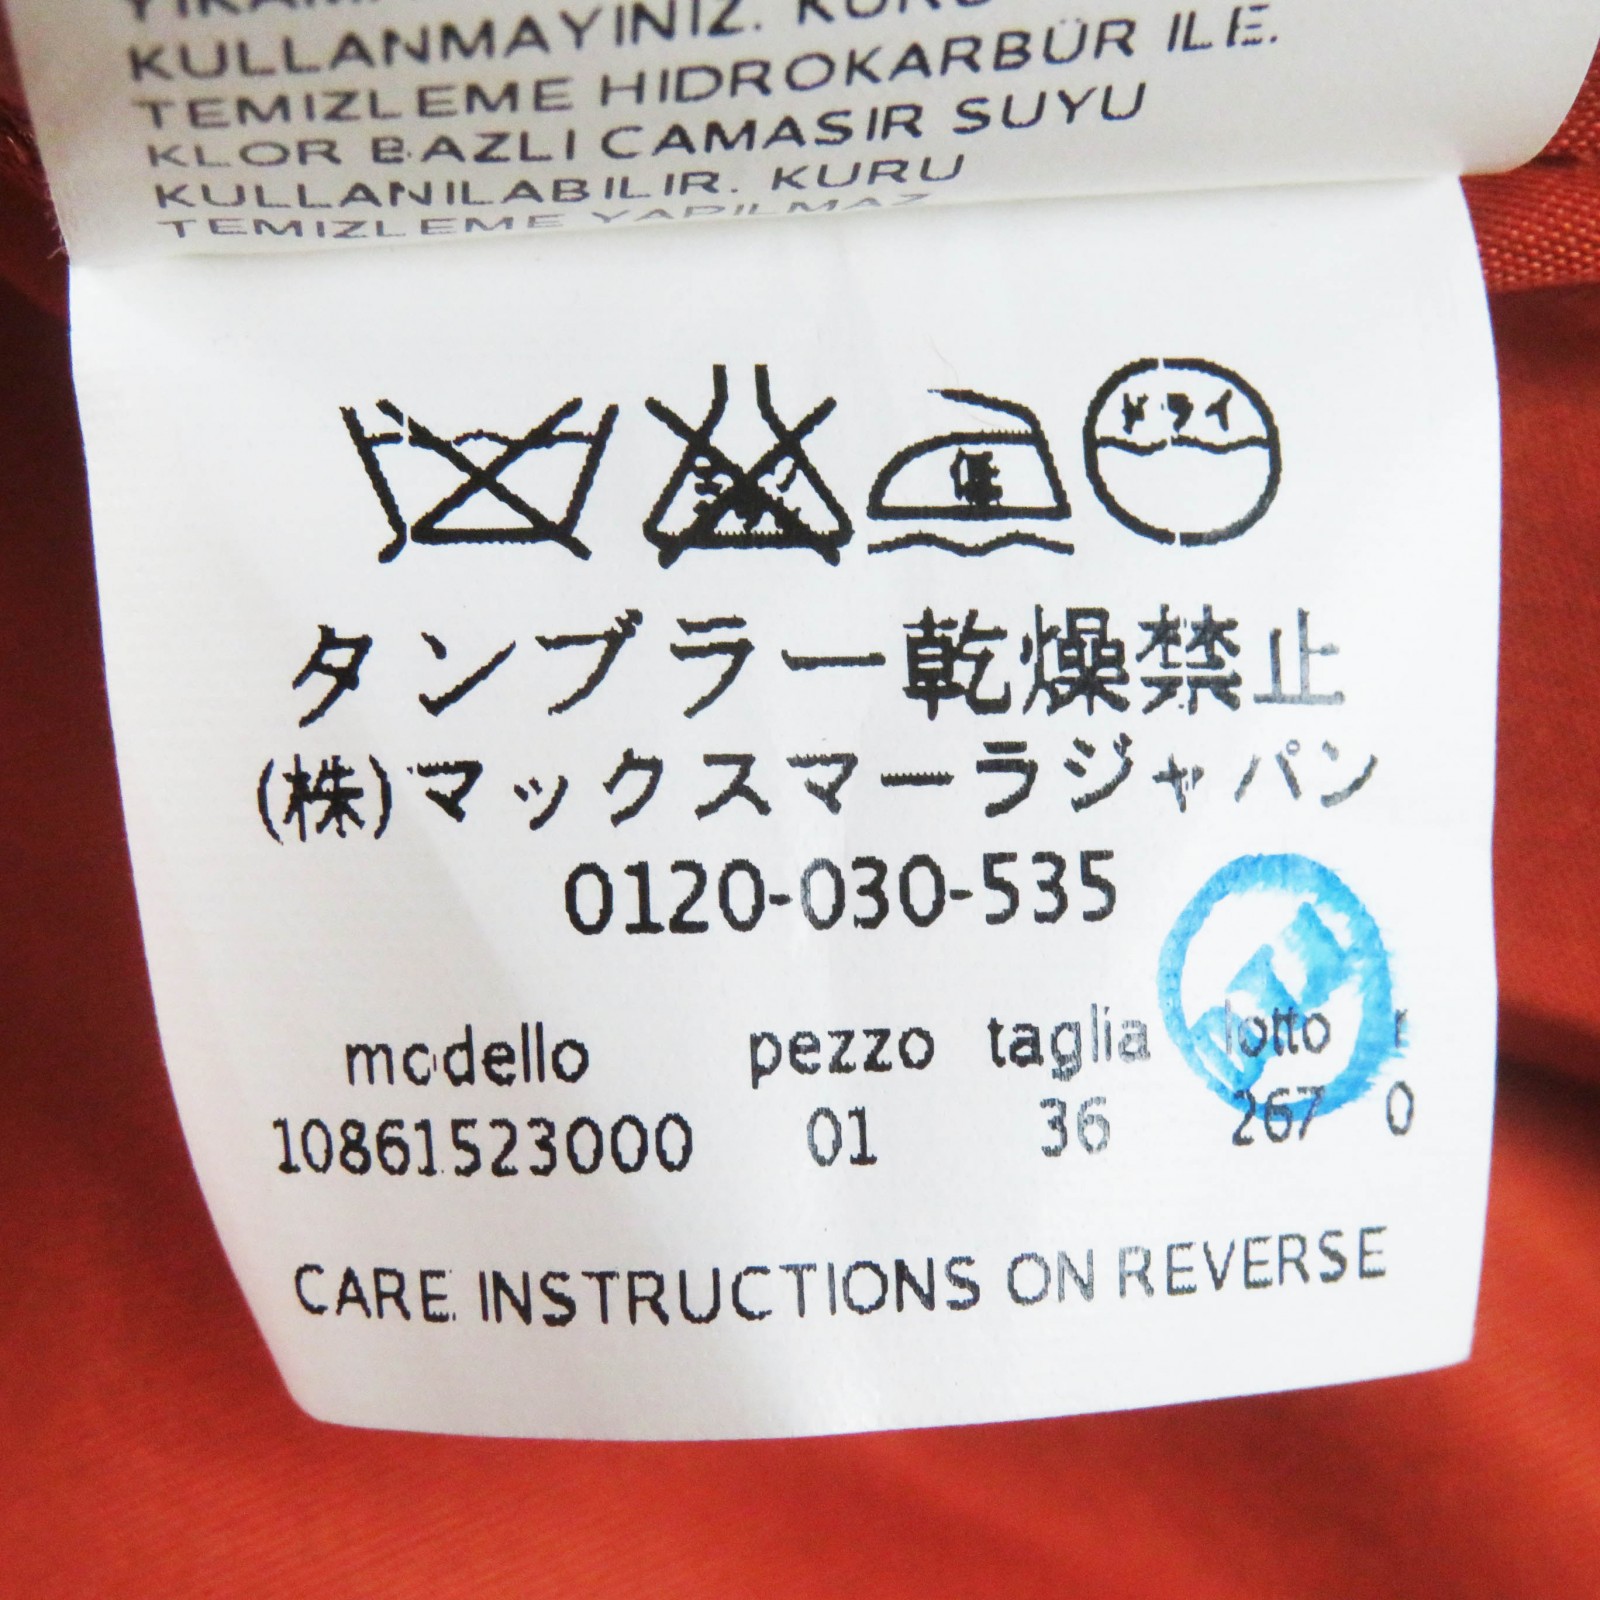 KULLANMAYINIZ. KURU
TEMIZLEME HIDROKARBÜR ILE.
KLOR BAZLI CAMASIR SUYU
KULLANILABILIR. KURU
TEMIZLEME YAPILMAZ
ドライ
タンブラー乾燥禁止
(株)マックスマーラジャパン
0120-030-535
modello pezzo taglia lotto
10861523000 01 36 267 0
CARE INSTRUCTIONS ON REVERSE